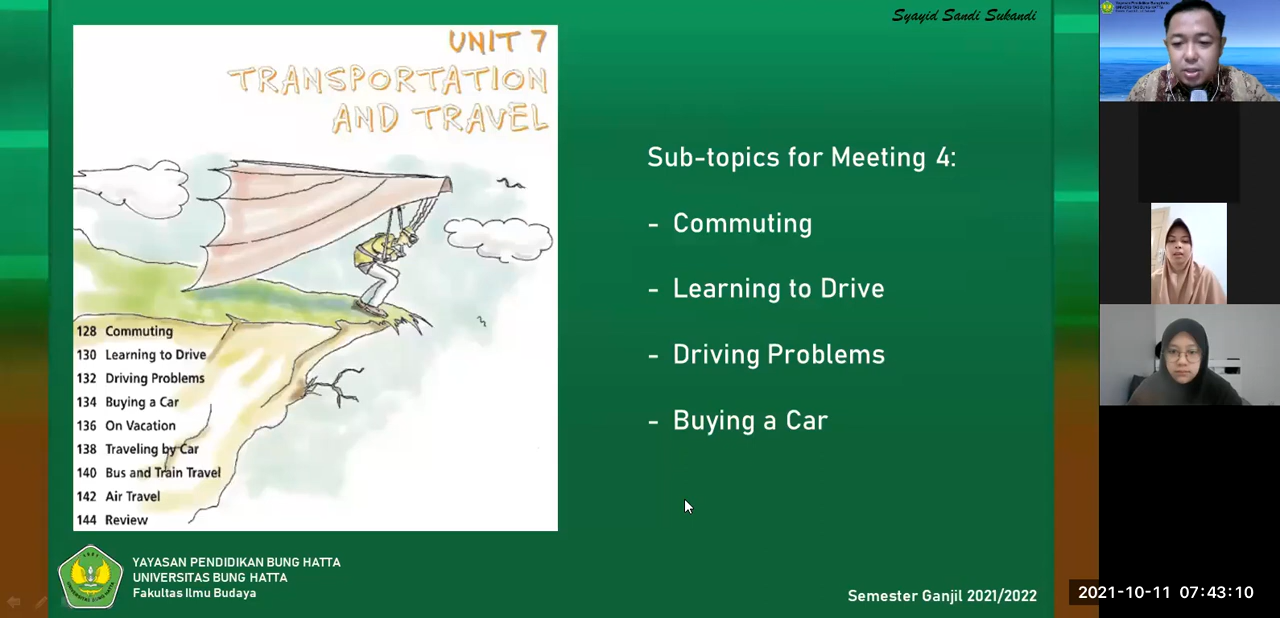 Syayid Sandi Sukandi
UNIT 7
TRANSPORTATION
AND TRAVEL
128 Commuting
130 Learning to Drive
132 Driving Problems
134 Buying a Car
136 On Vacation
138 Traveling by Car
140 Bus and Train Travel
142 Air Travel
144 Review
Sub-topics for Meeting 4:
- Commuting
- Learning to Drive
- Driving Problems
- Buying a Car
YAYASAN PENDIDIKAN BUNG HATTA
UNIVERSITAS BUNG HATTA
Fakultas Ilmu Budaya
Semester Ganjil 2021/2022
UNIVERSITAS BUNG HATTA
2021-10-11 07:43:10